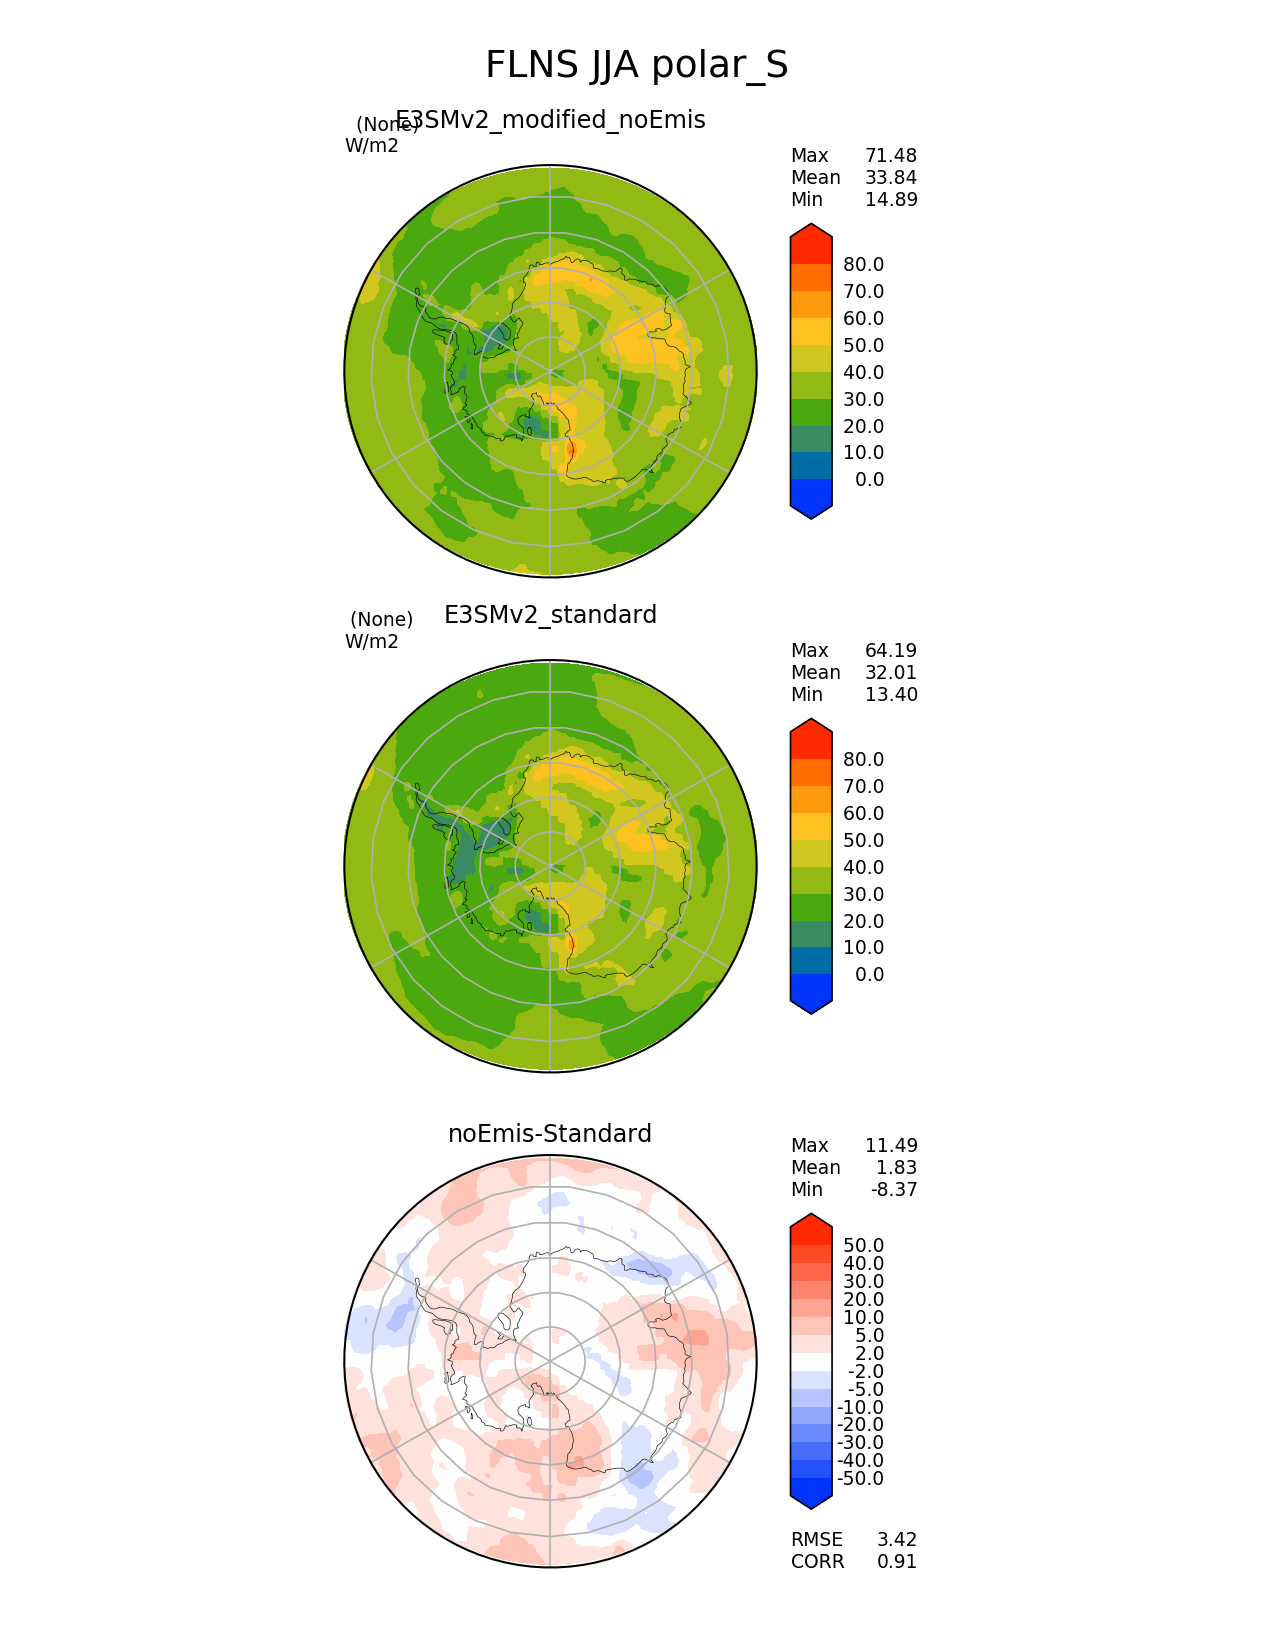 FLNS JJA polar_S
E3SMv2_modified_noEmis
(None)
W/m2
Max 71.48
Mean 33.84
Min 14.89
80.0
70.0
60.0
50.0
40.0
30.0
20.0
10.0
0.0
(None)
E3SMv2_standard
W/m2
Max 64.19
Mean 32.01
Min 13.40
80.0
70.0
60.0
50.0
40.0
30.0
20.0
10.0
0.0
noEmis-Standard
Max 11.49
Mean 1.83
Min -8.37
50.0
40.0
30.0
20.0
10.0
5.0
2.0
-2.0
-5.0
-10.0
-20.0
-30.0
-40.0
-50.0
RMSE 3.42
CORR 0.91